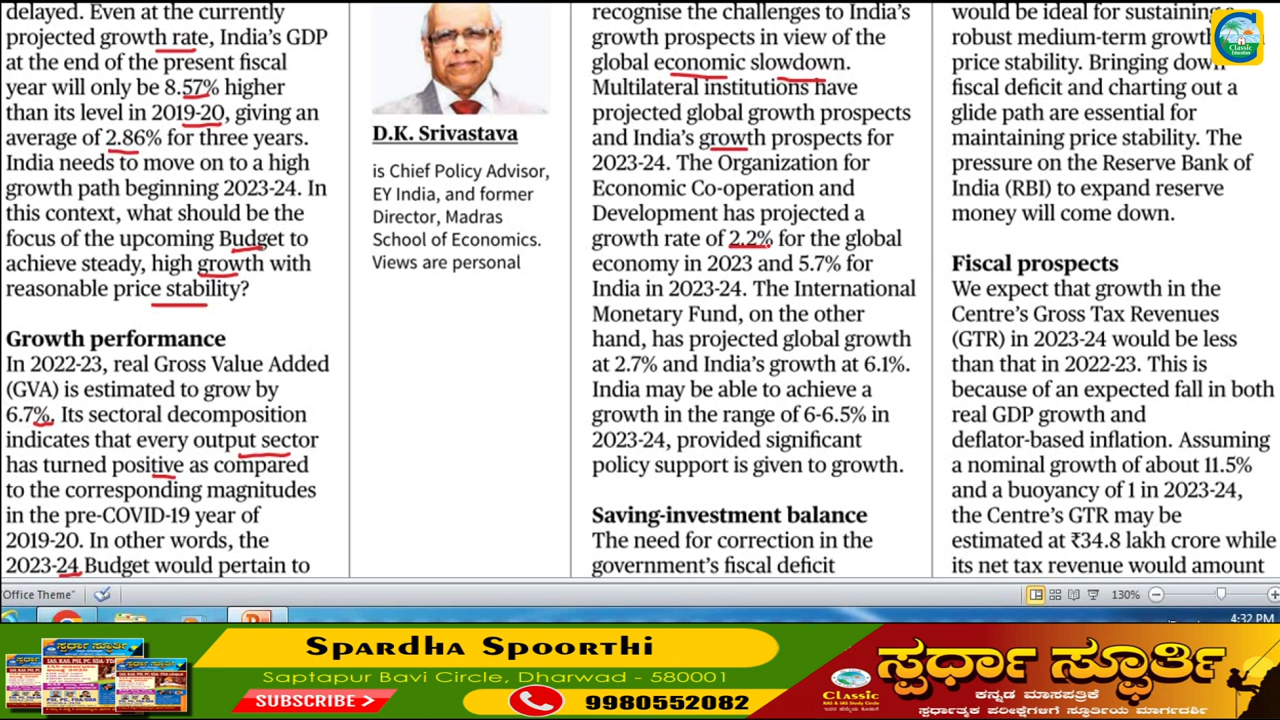 delayed. Even at the currently
projected growth rate, India's GDP
at the end of the present fiscal
year will only be 8.57% higher
than its level in 2019-20, giving an
average of 2.86% for three years.
India needs to move on to a high
growth path beginning 2023-24. In
this context, what should be the
focus of the upcoming Budget to
achieve steady, high growth with
reasonable price stability?
Growth performance
In 2022-23, real Gross Value Added
(GVA) is estimated to grow by
6.7%. Its sectoral decomposition
indicates that every output sector
has turned positive as compared
to the corresponding magnitudes
in the pre-COVID-19 year of
2019-20. In other words, the
2023-24 Budget would pertain to
D.K. Srivastava
is Chief Policy Advisor,
EY India, and former
Director, Madras
School of Economics.
Views are personal
recognise the challenges to India's
growth prospects in view of the
global economic slowdown.
Multilateral institutions have
projected global growth prospects
and India's growth prospects for
2023-24. The Organization for
Economic Co-operation and
Development has projected a
growth rate of 2.2% for the global
economy in 2023 and 5.7% for
India in 2023-24. The International
Monetary Fund, on the other
hand, has projected global growth
at 2.7% and India's growth at 6.1%.
India may be able to achieve a
growth in the range of 6-6.5% in
2023-24, provided significant
policy support is given to growth.
Saving-investment balance
The need for correction in the
government's fiscal deficit
would be ideal for sustaining a
robust medium-term growth
price stability. Bringing down
fiscal deficit and charting out a
glide path are essential for
maintaining price stability. The
pressure on the Reserve Bank of
India (RBI) to expand reserve
money will come down.
Fiscal prospects
We expect that growth in the
Centre's Gross Tax Revenues
(GTR) in 2023-24 would be less
than that in 2022-23. This is
because of an expected fall in both
real GDP growth and
deflator-based inflation. Assuming
a nominal growth of about 11.5%
and a buoyancy of 1 in 2023-24,
the Centre's GTR may be
estimated at ₹34.8 lakh crore while
its net tax revenue would amount
Classic
Education
Office Theme"
130%
4:32 PM
Spardha Spoorthi
Saptapur Bavi Circle, Dharwad - 580001
SUBSCRIBE
9980552082
ಸ್ಪರ್ಧಾ ಸ್ಫೂರ್ತಿ
Classic
IAS & KAS Study Circle
ಕನ್ನಡ ಮಾಸಪತ್ರಿಕೆ
ಸ್ಪರ್ಧಾತ್ಮಕ ಪರೀಕ್ಷೆಗಳಿಗೆ ಸ್ಫೂರ್ತಿಯ ಮಾರ್ಗದರ್ಶಿ